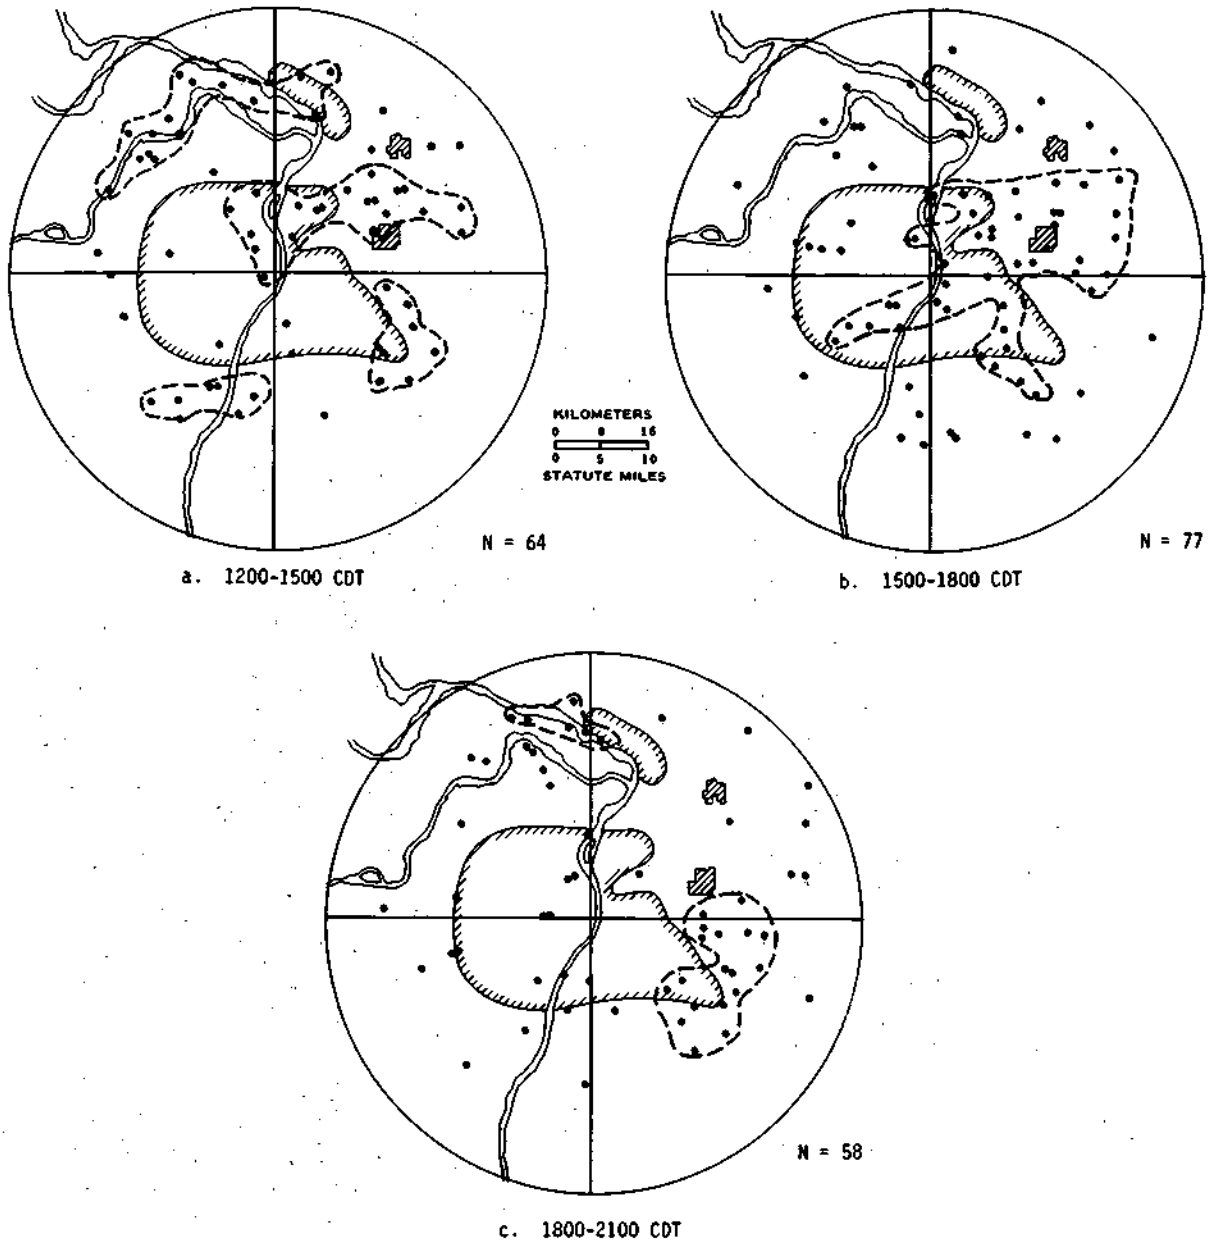 KILOMETERS
0 8 16
0 5 10
STATUTE MILES
N = 64
N = 77
a. 1200-1500 CDT
b. 1500-1800 CDT
N = 58
c. 1800-2100 CDT